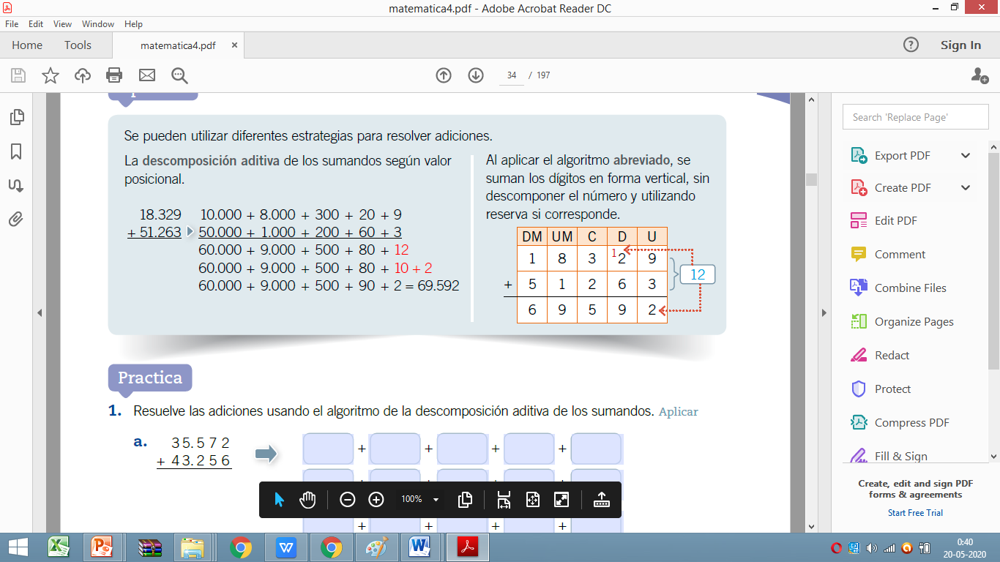 matematica4.pdf - Adobe Acrobat Reader DC
File Edit View Window Help
Home Tools matematica4.pdf × Sign In
34 / 197
Se pueden utilizar diferentes estrategias para resolver adiciones.
La descomposición aditiva de los sumandos según valor
posicional.
18.329 10.000 + 8.000 + 300 + 20 + 9
+ 51.263 50.000 + 1.000 + 200 + 60 + 3
60.000 + 9.000 + 500 + 80 + 12
60.000 + 9.000 + 500 + 80 + 10 + 2
60.000 + 9.000 + 500 + 90 + 2 = 69.592
Al aplicar el algoritmo abreviado, se
suman los dígitos en forma vertical, sin
descomponer el número y utilizando
reserva si corresponde.
DM UM C D U
1 8 3 1 2 9
+ 5 1 2 6 3
12
6 9 5 9 2
Practica
1. Resuelve las adiciones usando el algoritmo de la descomposición aditiva de los sumandos. Aplicar
a. 35.572 + + + +
+ 43.256
+ + + +
100%
Search 'Replace Page'
Export PDF
Create PDF
Edit PDF
Comment
Combine Files
Organize Pages
Redact
Protect
Compress PDF
Fill & Sign
Create, edit and sign PDF
forms & agreements
Start Free Trial
0:40
20-05-2020